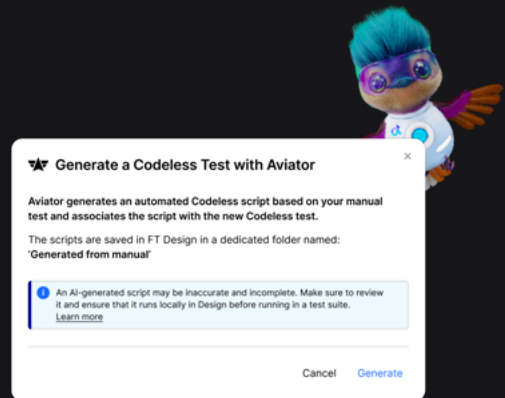 Generate a Codeless Test with Aviator
Aviator generates an automated Codeless script based on your manual
test and associates the script with the new Codeless test.
The scripts are saved in FT Design in a dedicated folder named:
'Generated from manual'
An AI-generated script may be inaccurate and incomplete. Make sure to review
it and ensure that it runs locally in Design before running in a test suite.
Learn more
Cancel Generate